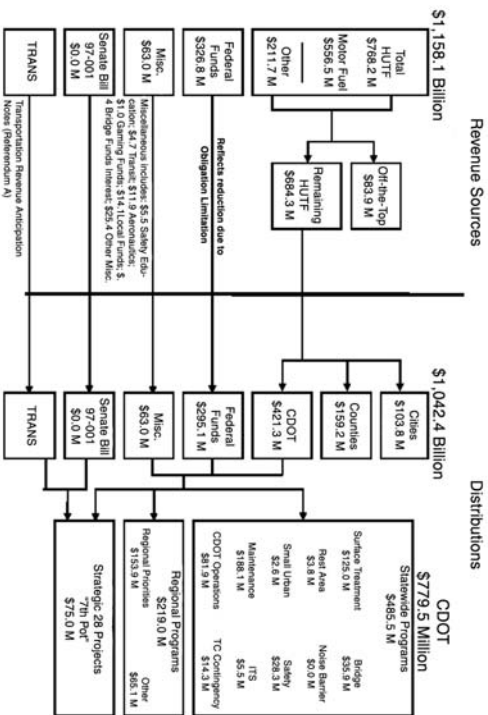 Revenue Sources
$1,158.1 Billion
Total
HUTF
$768.2 M
Motor Fuel
$556.5 M
Other
$211.7 M
Federal
Funds
$326.8 M
Misc.
$63.0 M
Senate Bill
97-001
$0.0 M
TRANS
Off-the-Top
$83.9 M
Remaining
HUTF
$684.3 M
Reflects reduction due to
Obligation Limitation
Miscellaneous includes: $5.5 Safety Edu-
cation; $4.7 Transit; $11.9 Aeronautics;
$1.0 Gaming Funds; $14.1Local Funds; $.
4 Bridge Funds Interest; $25.4 Other Misc.
Transportation Revenue Anticipation
Notes (Referendum A)
Distributions
$1,042.4 Billion
Cities
$103.8 M
Counties
$159.2 M
CDOT
$421.3 M
Federal
Funds
$295.1 M
Misc.
$63.0 M
Senate Bill
97-001
$0.0 M
TRANS
CDOT
$779.5 Million
Statewide Programs
$485.5 M
Surface Treatment
$125.0 M
Bridge
$35.9 M
Rest Area
$3.8 M
Noise Barrier
$0.0 M
Small Urban
$2.6 M
Safety
$28.3 M
Maintenance
$188.1 M
ITS
$5.5 M
CDOT Operations
$81.9 M
TC Contingency
$14.3 M
Regional Programs
$219.0 M
Regional Priorities
$153.9 M
Other
$65.1 M
Strategic 28 Projects
"7th Pot"
$75.0 M